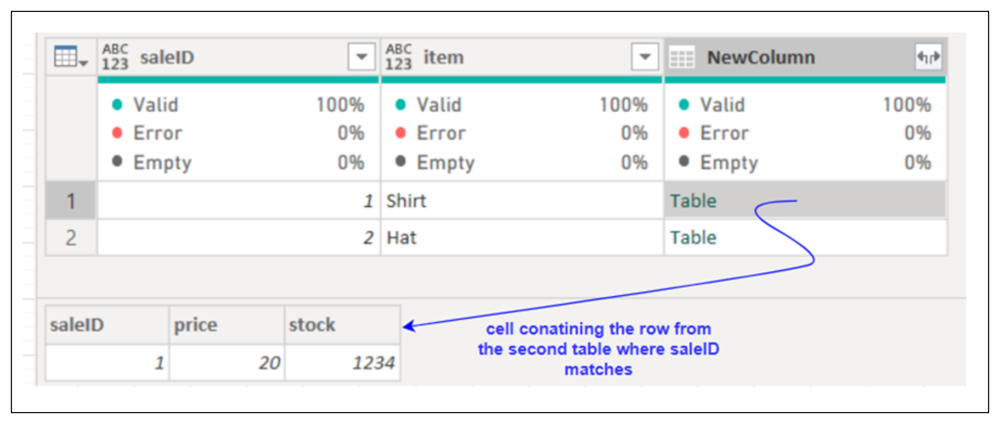 ABC 123 saleID ABC 123 item NewColumn
Valid 100% Valid 100% Valid 100%
Error 0% Error 0% Error 0%
Empty 0% Empty 0% Empty 0%
1 1 Shirt Table
2 2 Hat Table
saleID price stock
1 20 1234
cell conatining the row from
the second table where saleID
matches